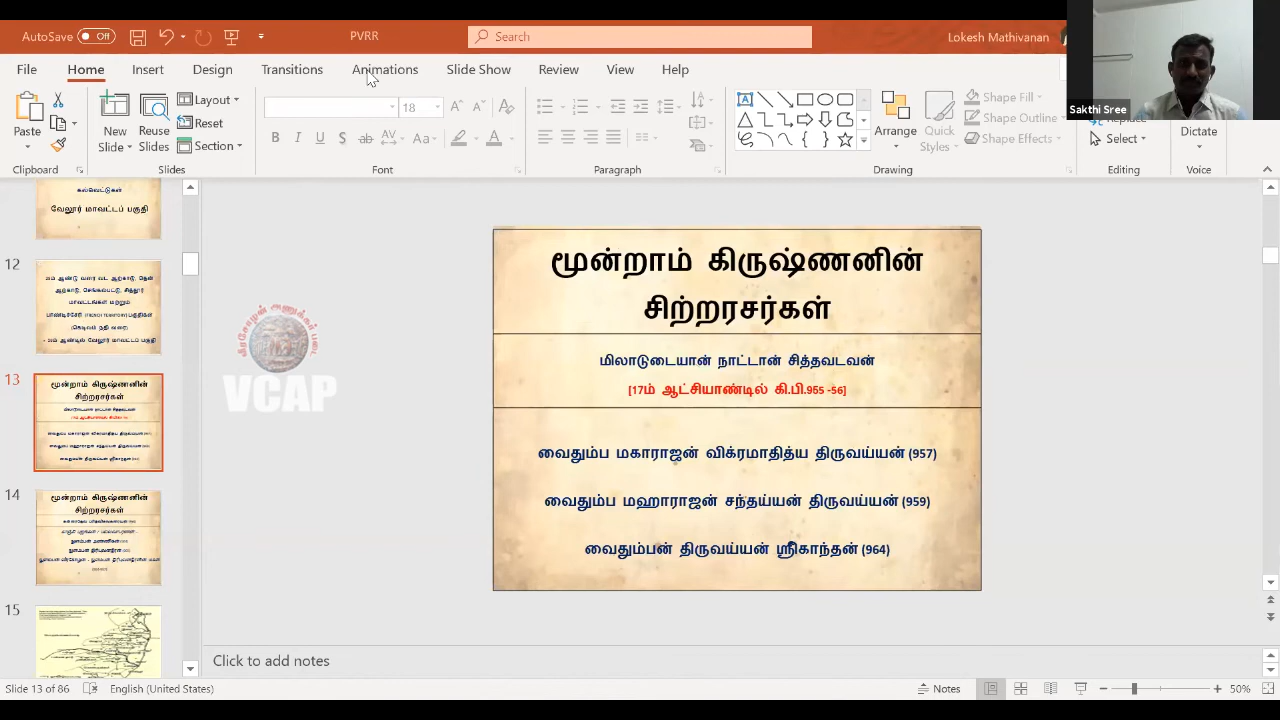 AutoSave Off
PVRR
Search
Lokesh Mathivanan
File Home Insert Design Transitions Animations Slide Show Review View Help
Sakthi Sree
Paste
New Slide
Reuse Slides
Layout
Reset
Section
18
Arrange
Quick Styles
Shape Fill
Shape Outline
Shape Effects
Replace
Select
Dictate
Clipboard Slides Font Paragraph Drawing Editing Voice
வேலூர் மாவட்டப் பகுதி
12
13
மூன்றாம் கிருஷ்ணனின்
14
மூன்றாம் கிருஷ்ணனின்
சிற்றரசர்கள்
15
VCAP
மூன்றாம் கிருஷ்ணனின்
சிற்றரசர்கள்
மிலாடுடையான் நாட்டான் சித்தவடவன்
[17ம் ஆட்சியாண்டில் கி.பி.955 -56]
வைதும்ப மகாராஜன் விக்ரமாதித்ய திருவய்யன் (957)
வைதும்ப மஹாராஜன் சந்தய்யன் திருவய்யன் (959)
வைதும்பன் திருவய்யன் ஸ்ரீகாந்தன் (964)
Click to add notes
Slide 13 of 86
English (United States)
Notes
50%